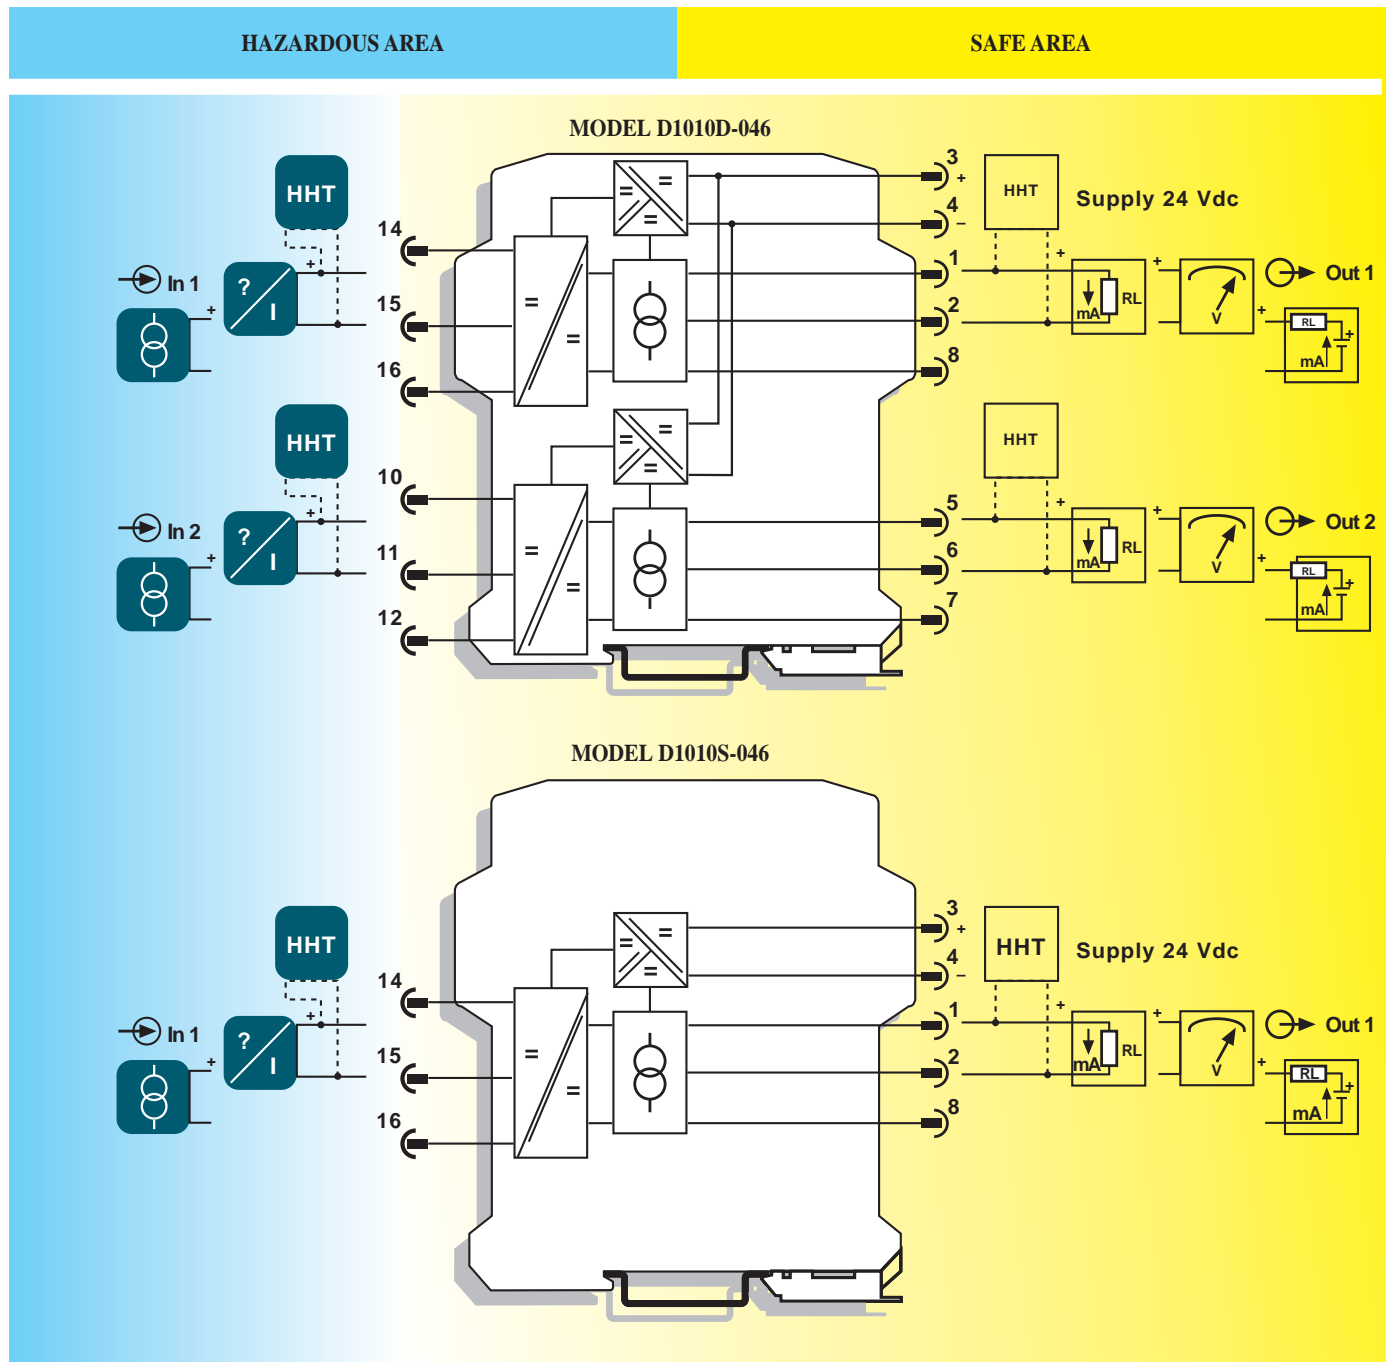 HAZARDOUS AREA
SAFE AREA
MODEL D1010D-046
HHT
14
+
In 1
+
?
I
15
16
=
=
=
=
=
3
+
4
–
1
2
8
HHT
Supply 24 Vdc
+
mA
RL
+
V
Out 1
+
RL
+
mA
HHT
10
+
In 2
+
?
I
11
12
=
=
=
=
=
5
6
7
HHT
+
mA
RL
+
V
Out 2
+
RL
+
mA
MODEL D1010S-046
HHT
14
+
In 1
+
?
I
15
16
=
=
=
=
=
3
+
4
–
1
2
8
HHT
Supply 24 Vdc
+
mA
RL
+
V
Out 1
+
RL
+
mA